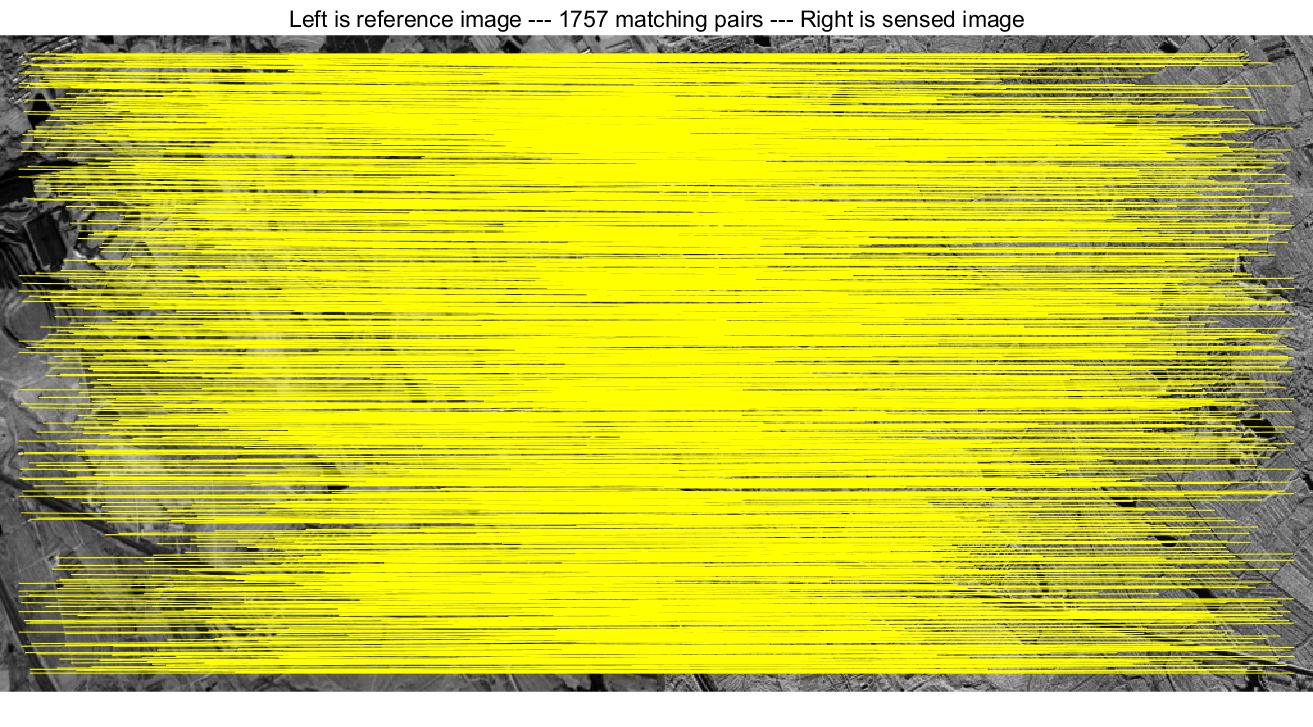 Left is reference image --- 1757 matching pairs --- Right is sensed image